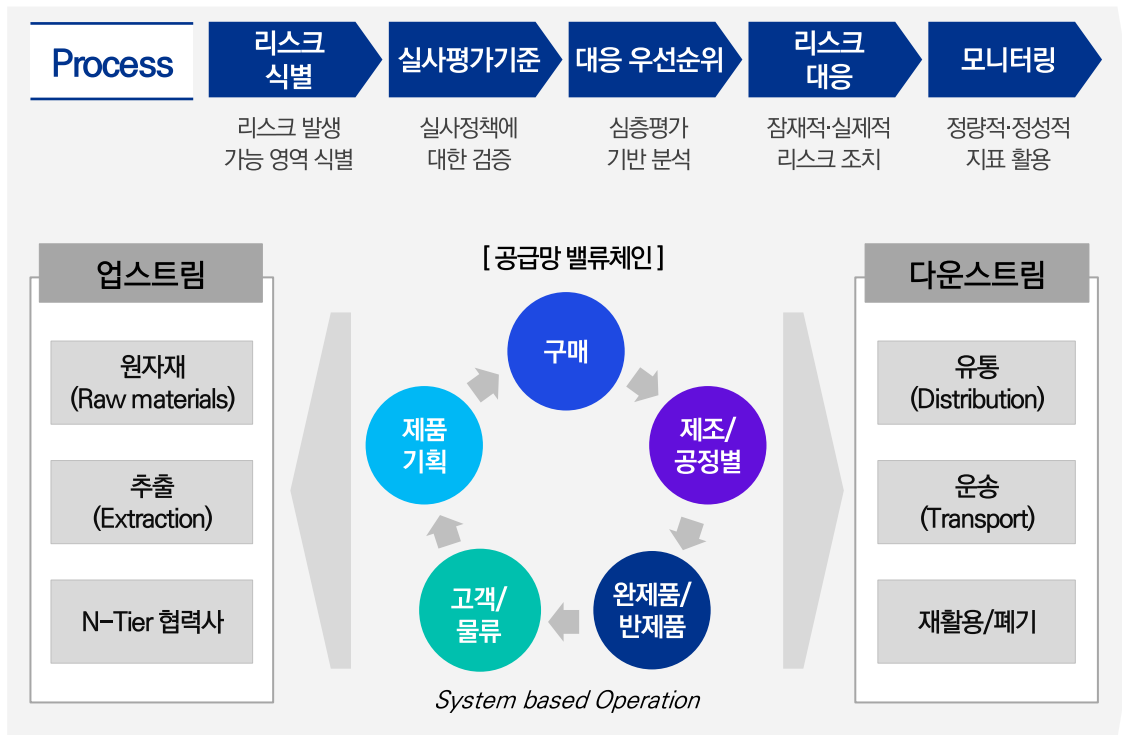 Process
리스크
식별
실사평가기준
대응 우선순위
리스크
대응
모니터링
리스크 발생
가능 영역 식별
실사정책에
대한 검증
심층평가
기반 분석
잠재적·실제적
리스크 조치
정량적·정성적
지표 활용
업스트림
원자재
(Raw materials)
추출
(Extraction)
N-Tier 협력사
[ 공급망 밸류체인 ]
구매
제조/
공정별
완제품/
반제품
고객/
물류
제품
기획
System based Operation
다운스트림
유통
(Distribution)
운송
(Transport)
재활용/폐기